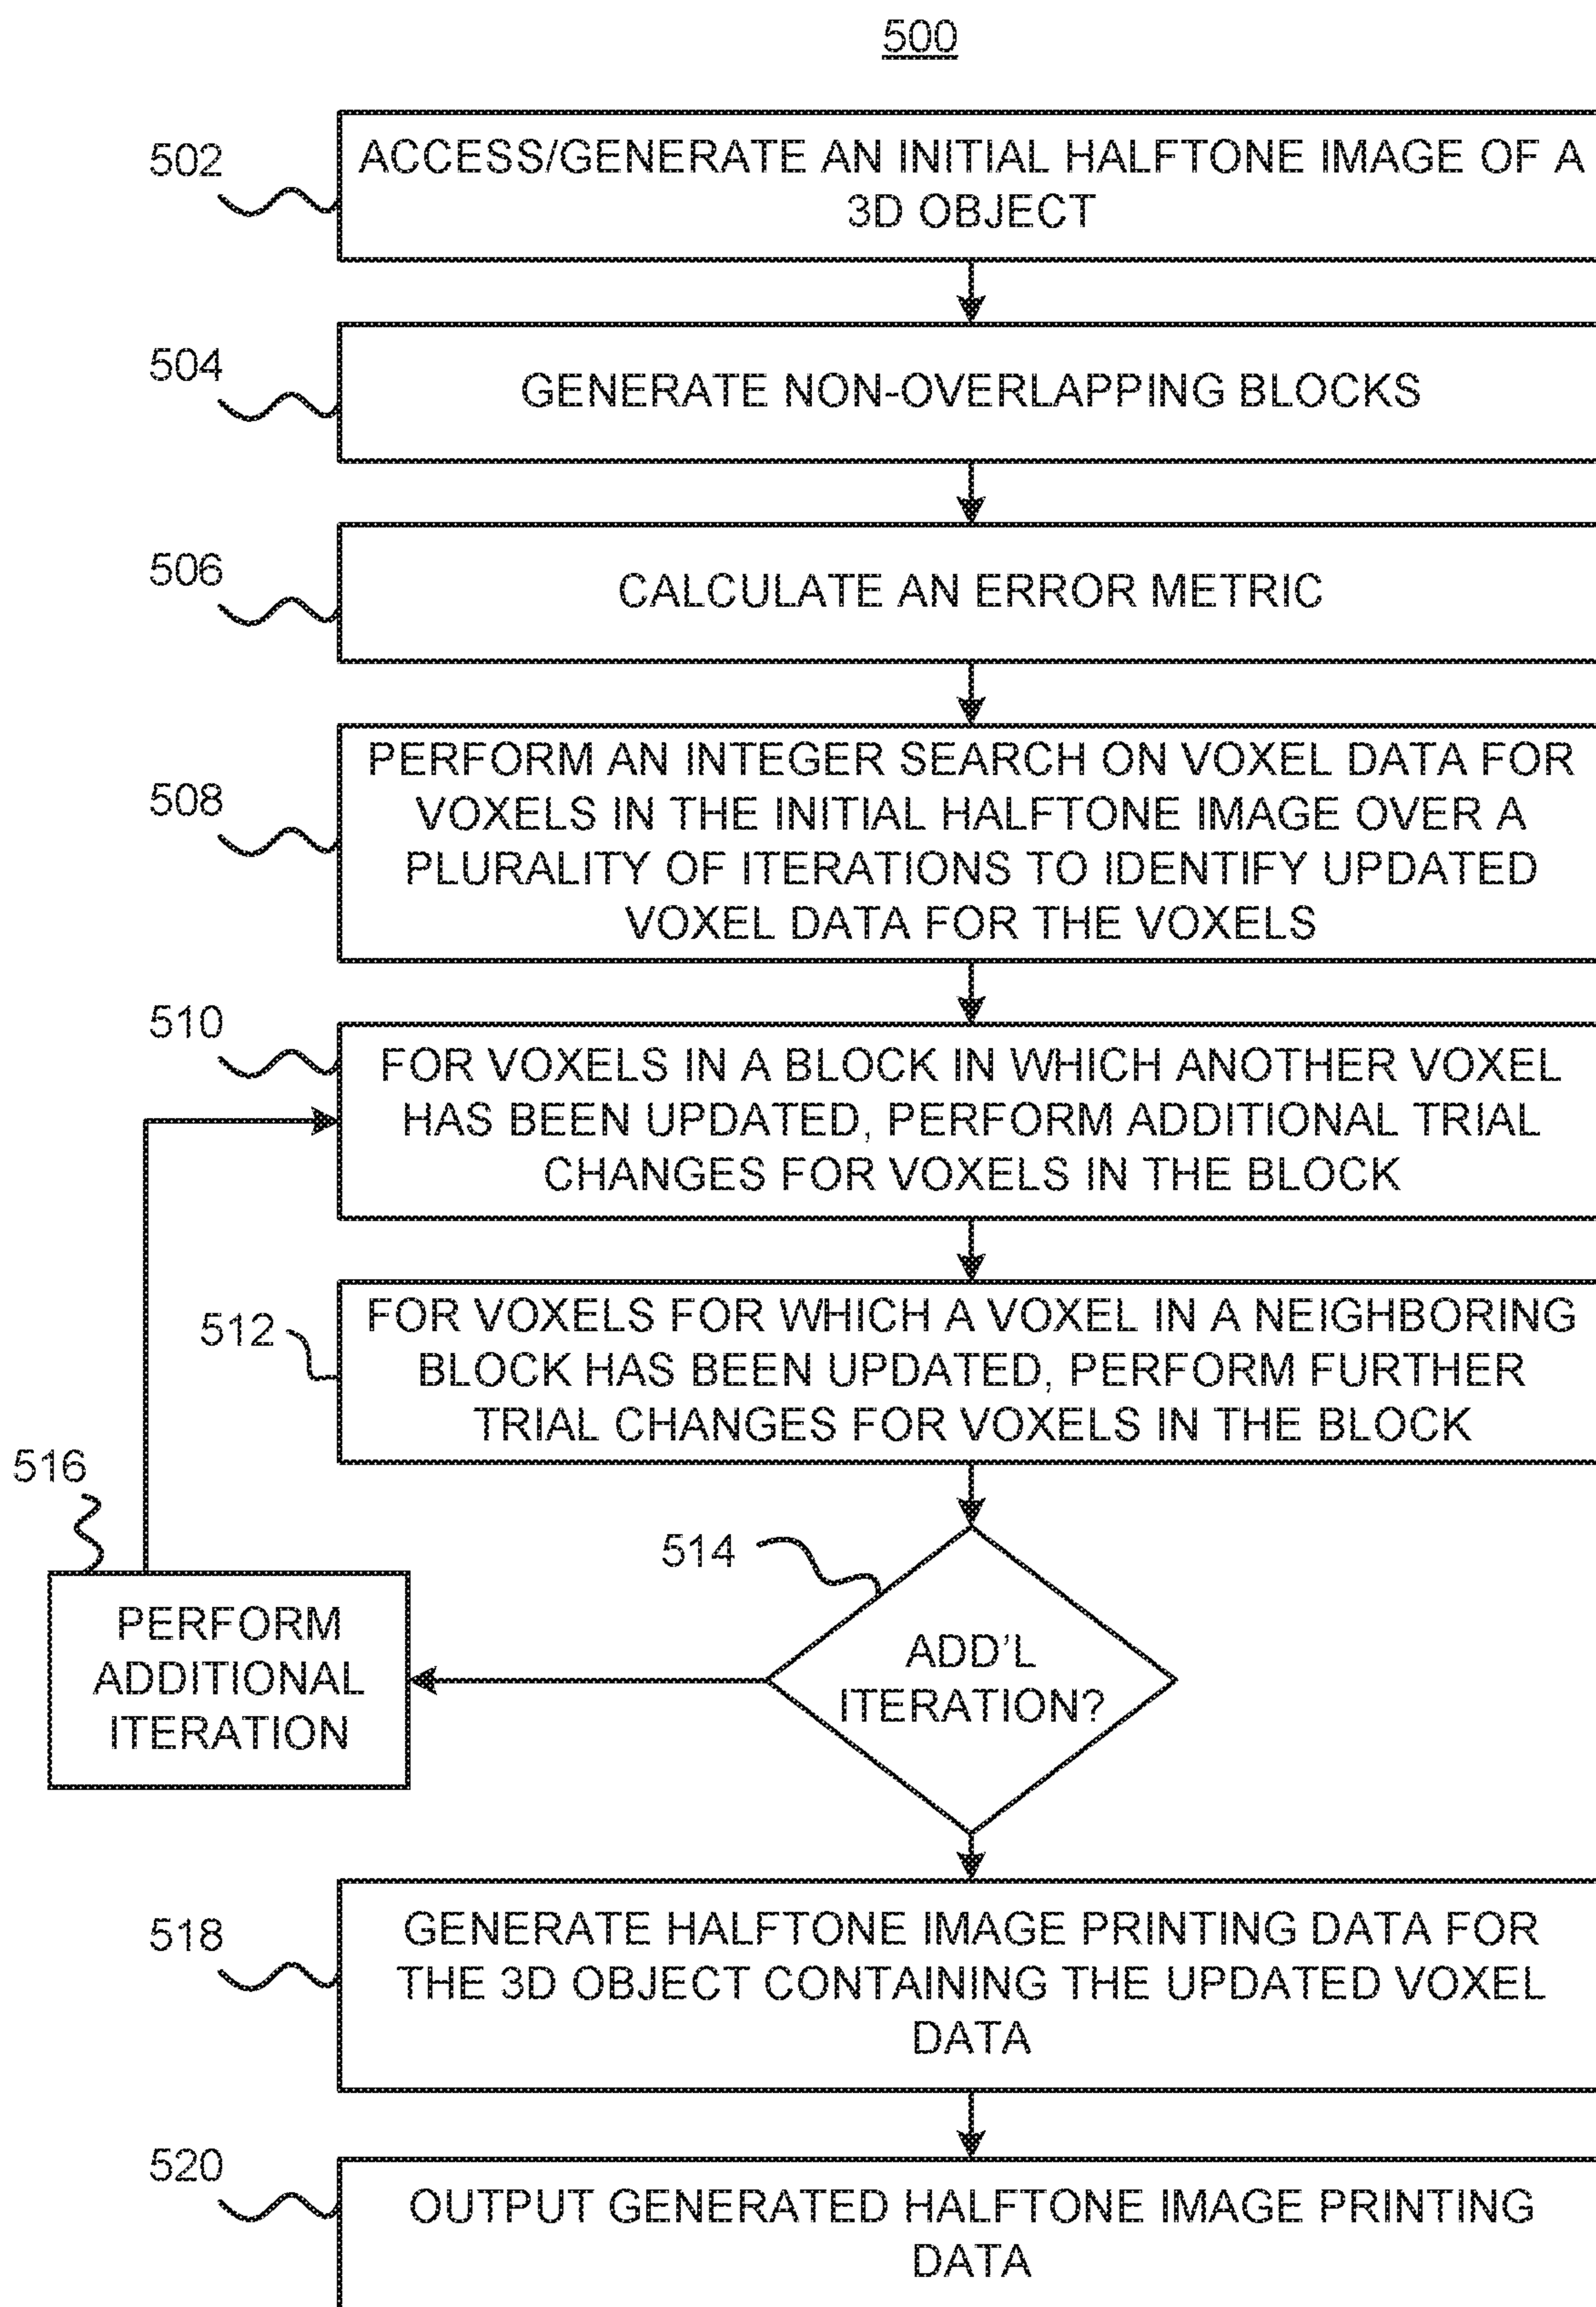 500
502
ACCESS/GENERATE AN INITIAL HALFTONE IMAGE OF A
3D OBJECT
504
GENERATE NON-OVERLAPPING BLOCKS
506
CALCULATE AN ERROR METRIC
508
PERFORM AN INTEGER SEARCH ON VOXEL DATA FOR
VOXELS IN THE INITIAL HALFTONE IMAGE OVER A
PLURALITY OF ITERATIONS TO IDENTIFY UPDATED
VOXEL DATA FOR THE VOXELS
510
FOR VOXELS IN A BLOCK IN WHICH ANOTHER VOXEL
HAS BEEN UPDATED, PERFORM ADDITIONAL TRIAL
CHANGES FOR VOXELS IN THE BLOCK
512
FOR VOXELS FOR WHICH A VOXEL IN A NEIGHBORING
BLOCK HAS BEEN UPDATED, PERFORM FURTHER
TRIAL CHANGES FOR VOXELS IN THE BLOCK
514
ADD'L
ITERATION?
516
PERFORM
ADDITIONAL
ITERATION
518
GENERATE HALFTONE IMAGE PRINTING DATA FOR
THE 3D OBJECT CONTAINING THE UPDATED VOXEL
DATA
520
OUTPUT GENERATED HALFTONE IMAGE PRINTING
DATA